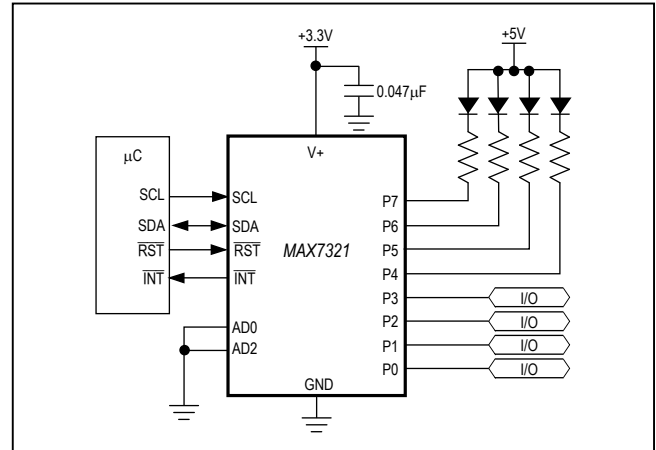 +3.3V
+5V
0.047μF
μC
SCL
SDA
RST
INT
V+
SCL
SDA
RST
INT
AD0
AD2
MAX7321
GND
P7
P6
P5
P4
P3
P2
P1
P0
I/O
I/O
I/O
I/O